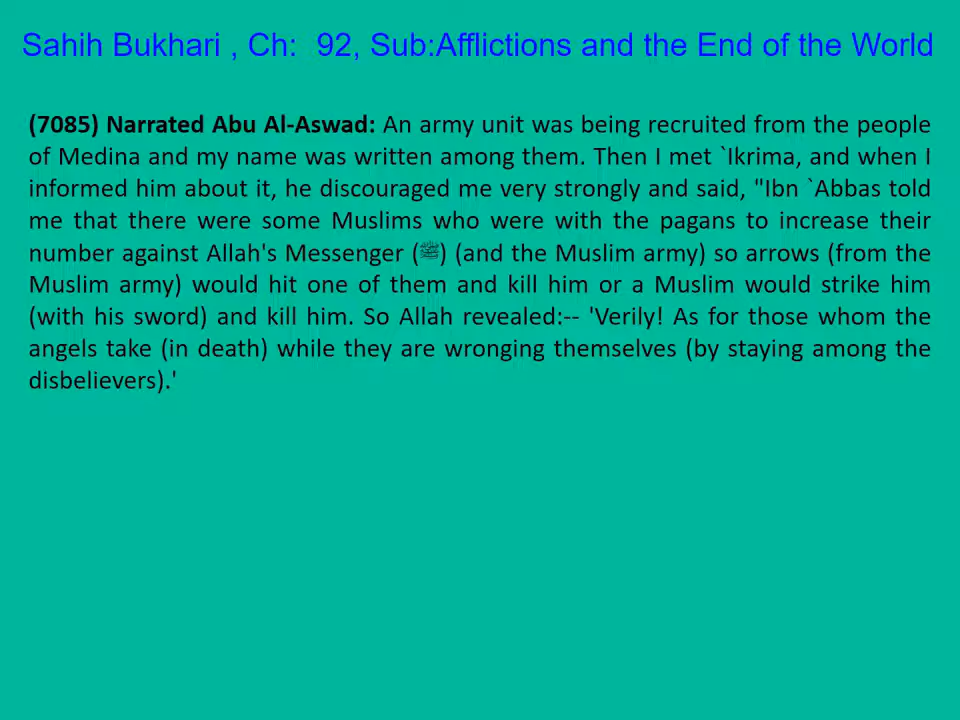 Sahih Bukhari , Ch:  92, Sub:Afflictions and the End of the World
(7085) Narrated Abu Al-Aswad: An army unit was being recruited from the people
of Medina and my name was written among them. Then I met `Ikrima, and when I
informed him about it, he discouraged me very strongly and said, "Ibn `Abbas told
me that there were some Muslims who were with the pagans to increase their
number against Allah's Messenger (ﷺ) (and the Muslim army) so arrows (from the
Muslim army) would hit one of them and kill him or a Muslim would strike him
(with his sword) and kill him. So Allah revealed:-- 'Verily! As for those whom the
angels take (in death) while they are wronging themselves (by staying among the
disbelievers).'